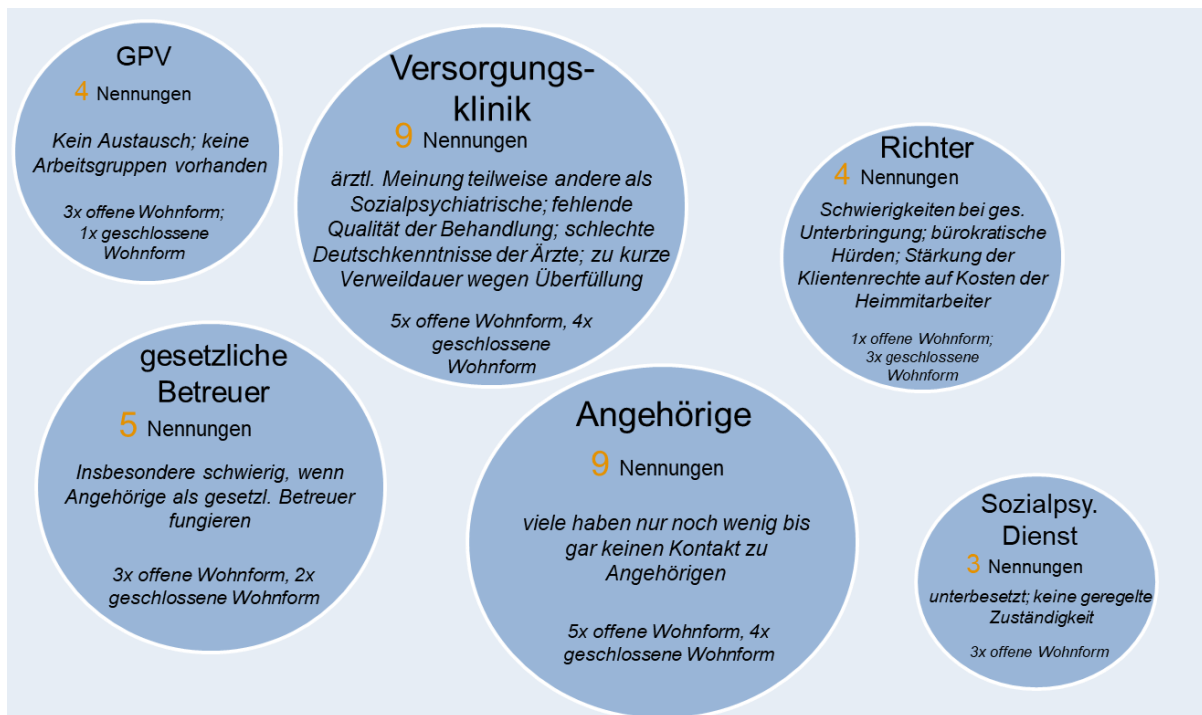 GPV
4 Nennungen
Kein Austausch; keine
Arbeitsgruppen vorhanden
3x offene Wohnform;
1x geschlossene
Wohnform
Versorgungs-
klinik
9 Nennungen
ärztl. Meinung teilweise andere als
Sozialpsychiatrische; fehlende
Qualität der Behandlung; schlechte
Deutschkenntnisse der Ärzte; zu kurze
Verweildauer wegen Überfüllung
5x offene Wohnform, 4x
geschlossene
Wohnform
Richter
4 Nennungen
Schwierigkeiten bei ges.
Unterbringung; bürokratische
Hürden; Stärkung der
Klientenrechte auf Kosten der
Heimmitarbeiter
1x offene Wohnform;
3x geschlossene
Wohnform
gesetzliche
Betreuer
5 Nennungen
Insbesondere schwierig, wenn
Angehörige als gesetzl. Betreuer
fungieren
3x offene Wohnform, 2x
geschlossene Wohnform
Angehörige
9 Nennungen
viele haben nur noch wenig bis
gar keinen Kontakt zu
Angehörigen
5x offene Wohnform, 4x
geschlossene Wohnform
Sozialpsy.
Dienst
3 Nennungen
unterbesetzt; keine geregelte
Zuständigkeit
3x offene Wohnform